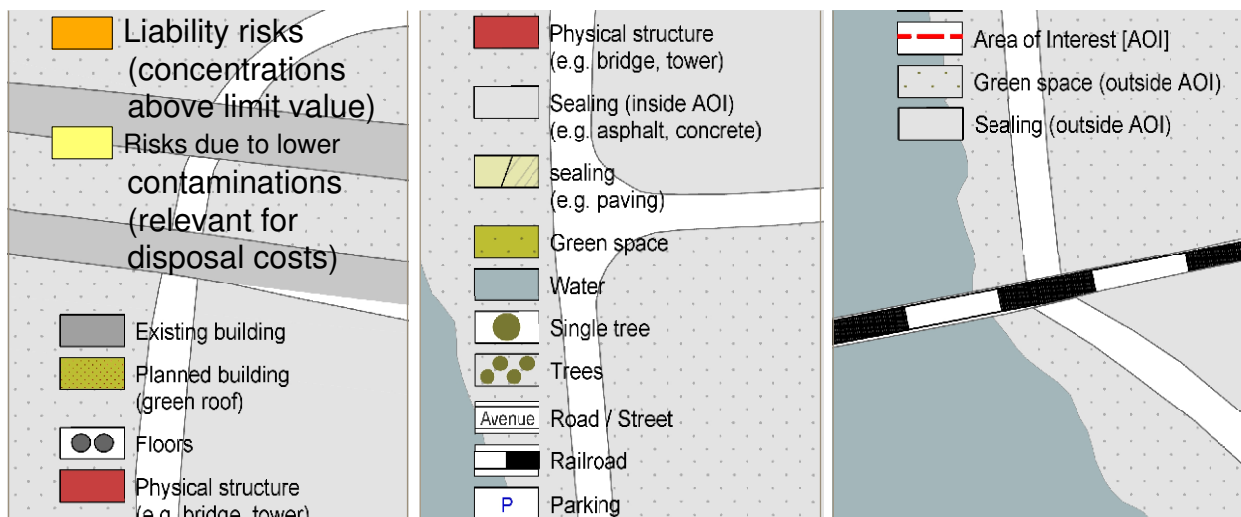 Liability risks
(concentrations
above limit value)
Risks due to lower
contaminations
(relevant for
disposal costs)
Existing building
Planned building
(green roof)
Floors
Physical structure
(e.g. bridge, tower)
Physical structure
(e.g. bridge, tower)
Sealing (inside AOI)
(e.g. asphalt, concrete)
sealing
(e.g. paving)
Green space
Water
Single tree
Trees
Avenue Road / Street
Railroad
P Parking
Area of Interest [AOI]
Green space (outside AOI)
Sealing (outside AOI)